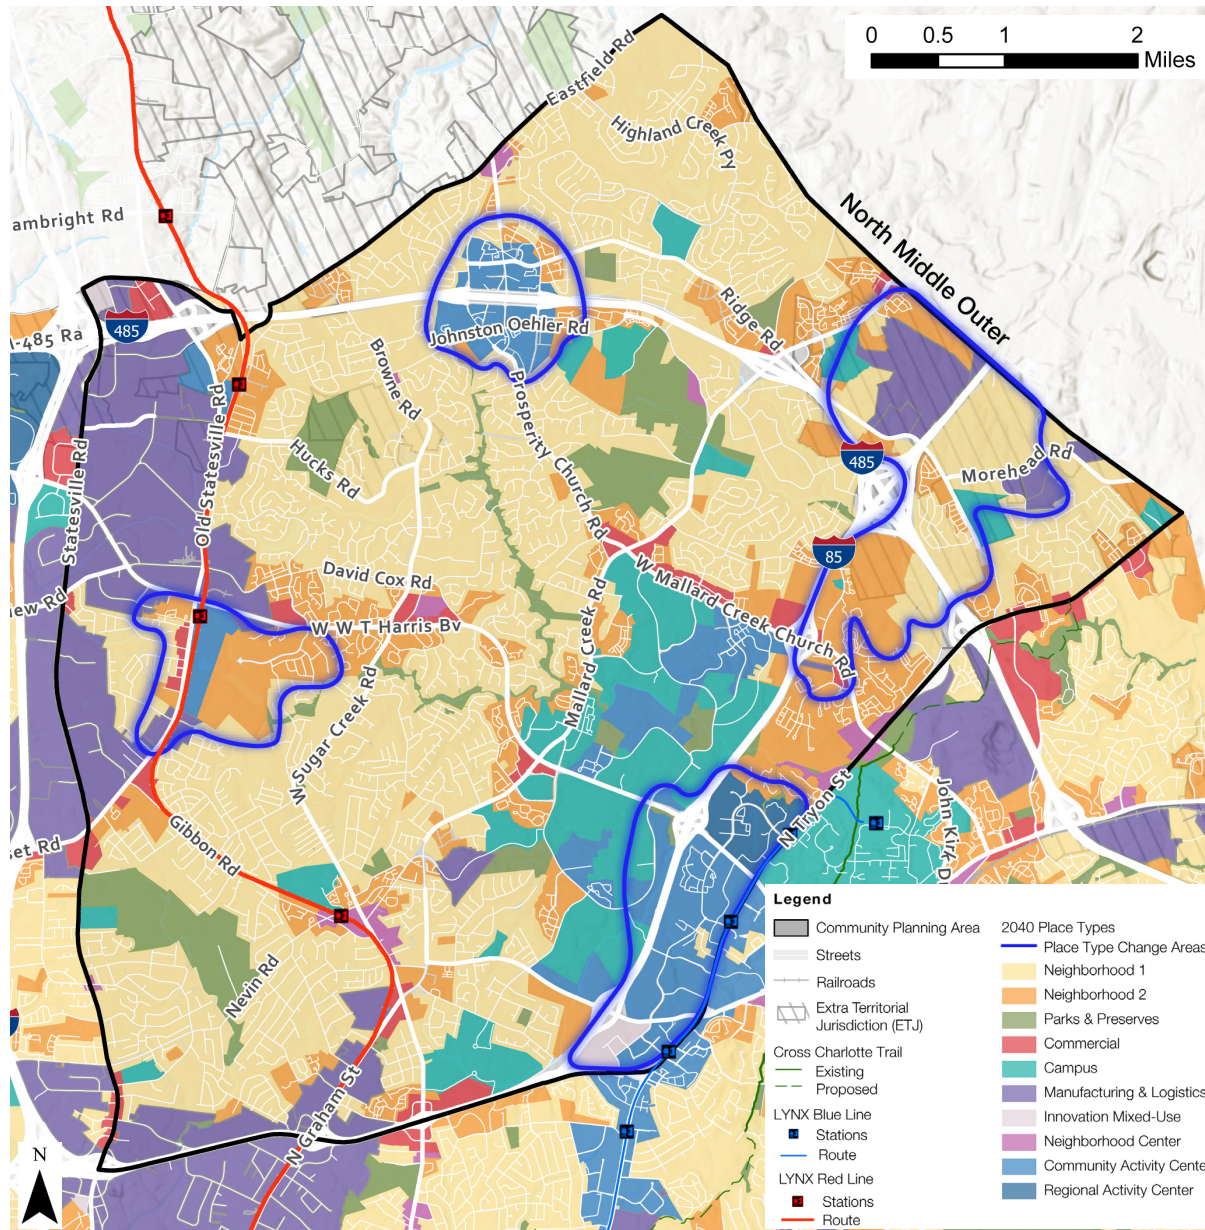 0 0.5 1 2
Miles
Eastfield Rd
Highland Creek Py
ambright Rd
North Middle Outer
485
I-485 Ra
Johnston Oehler Rd
Ridge Rd
Browne Rd
Prosperity Church Rd
Old Statesville Rd
Statesville Rd
Hucks Rd
485
Morehead Rd
85
David Cox Rd
W Mallard Creek Church Rd
iew Rd
W W T Harris Bv
Mallard Creek Rd
W Sugar Creek Rd
N Tryon St
John Kirk D
Gibbon Rd
set Rd
Nevin Rd
N Graham St
N
Legend
Community Planning Area
Streets
Railroads
Extra Territorial
Jurisdiction (ETJ)
Cross Charlotte Trail
Existing
Proposed
LYNX Blue Line
Stations
Route
LYNX Red Line
Stations
Route
2040 Place Types
Place Type Change Areas
Neighborhood 1
Neighborhood 2
Parks & Preserves
Commercial
Campus
Manufacturing & Logistics
Innovation Mixed-Use
Neighborhood Center
Community Activity Cente
Regional Activity Center